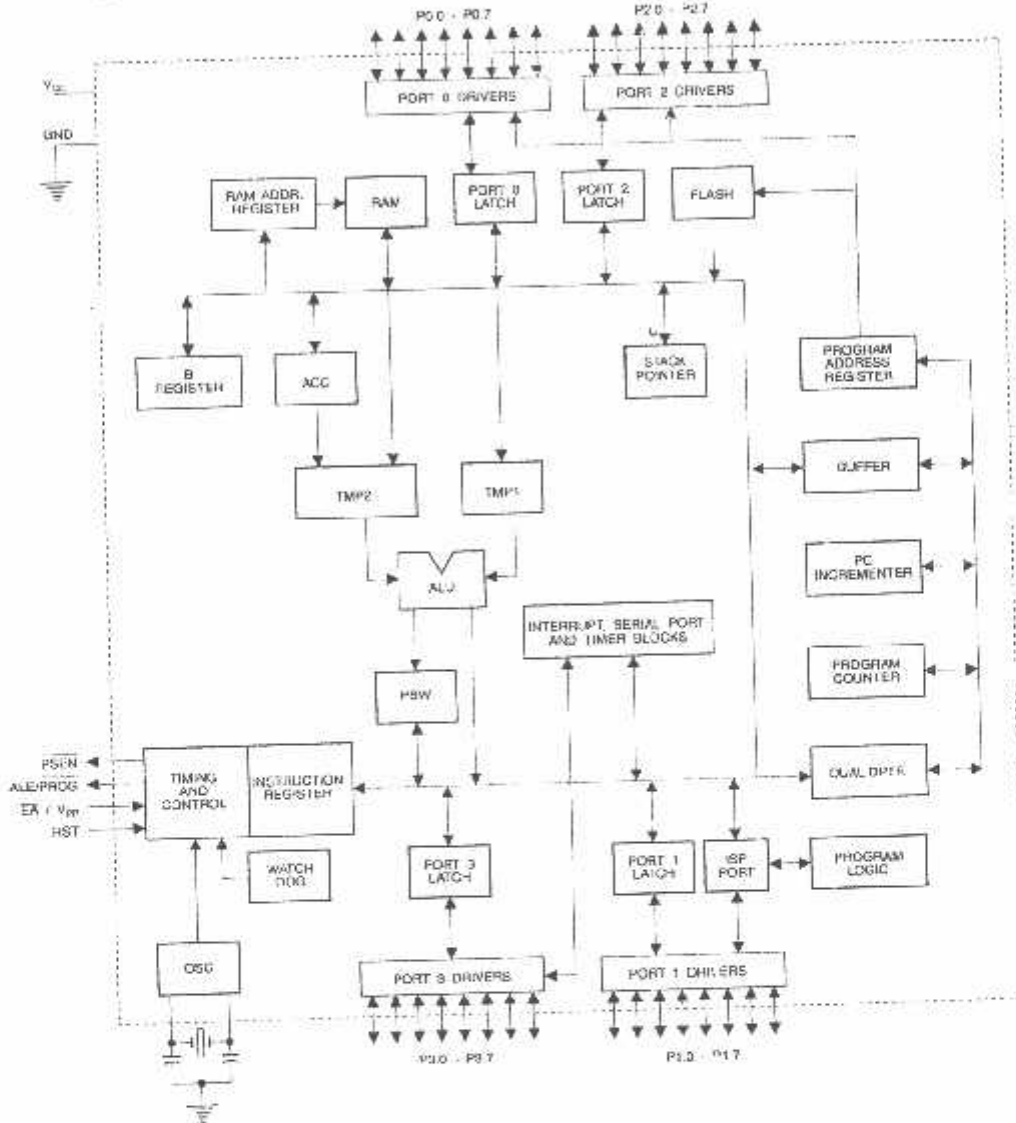 P0.0 - P0.7
P2.0 - P2.7
VCC
PORT 0 DRIVERS
PORT 2 DRIVERS
GND
RAM ADDR.
REGISTER
RAM
PORT 0
LATCH
PORT 2
LATCH
FLASH
B
REGISTER
ACC
STACK
POINTER
PROGRAM
ADDRESS
REGISTER
TMP2
TMP1
BUFFER
ALU
PC
INCREMENTER
INTERRUPT, SERIAL PORT
AND TIMER BLOCKS
PROGRAM
COUNTER
PSW
PSEN
ALE/PROG
EA / VPP
RST
TIMING
AND
CONTROL
INSTRUCTION
REGISTER
DUAL DPTR
WATCH
DOG
PORT 3
LATCH
PORT 1
LATCH
ISP
PORT
PROGRAM
LOGIC
OSC
PORT 3 DRIVERS
PORT 1 DRIVERS
P3.0 - P3.7
P1.0 - P1.7